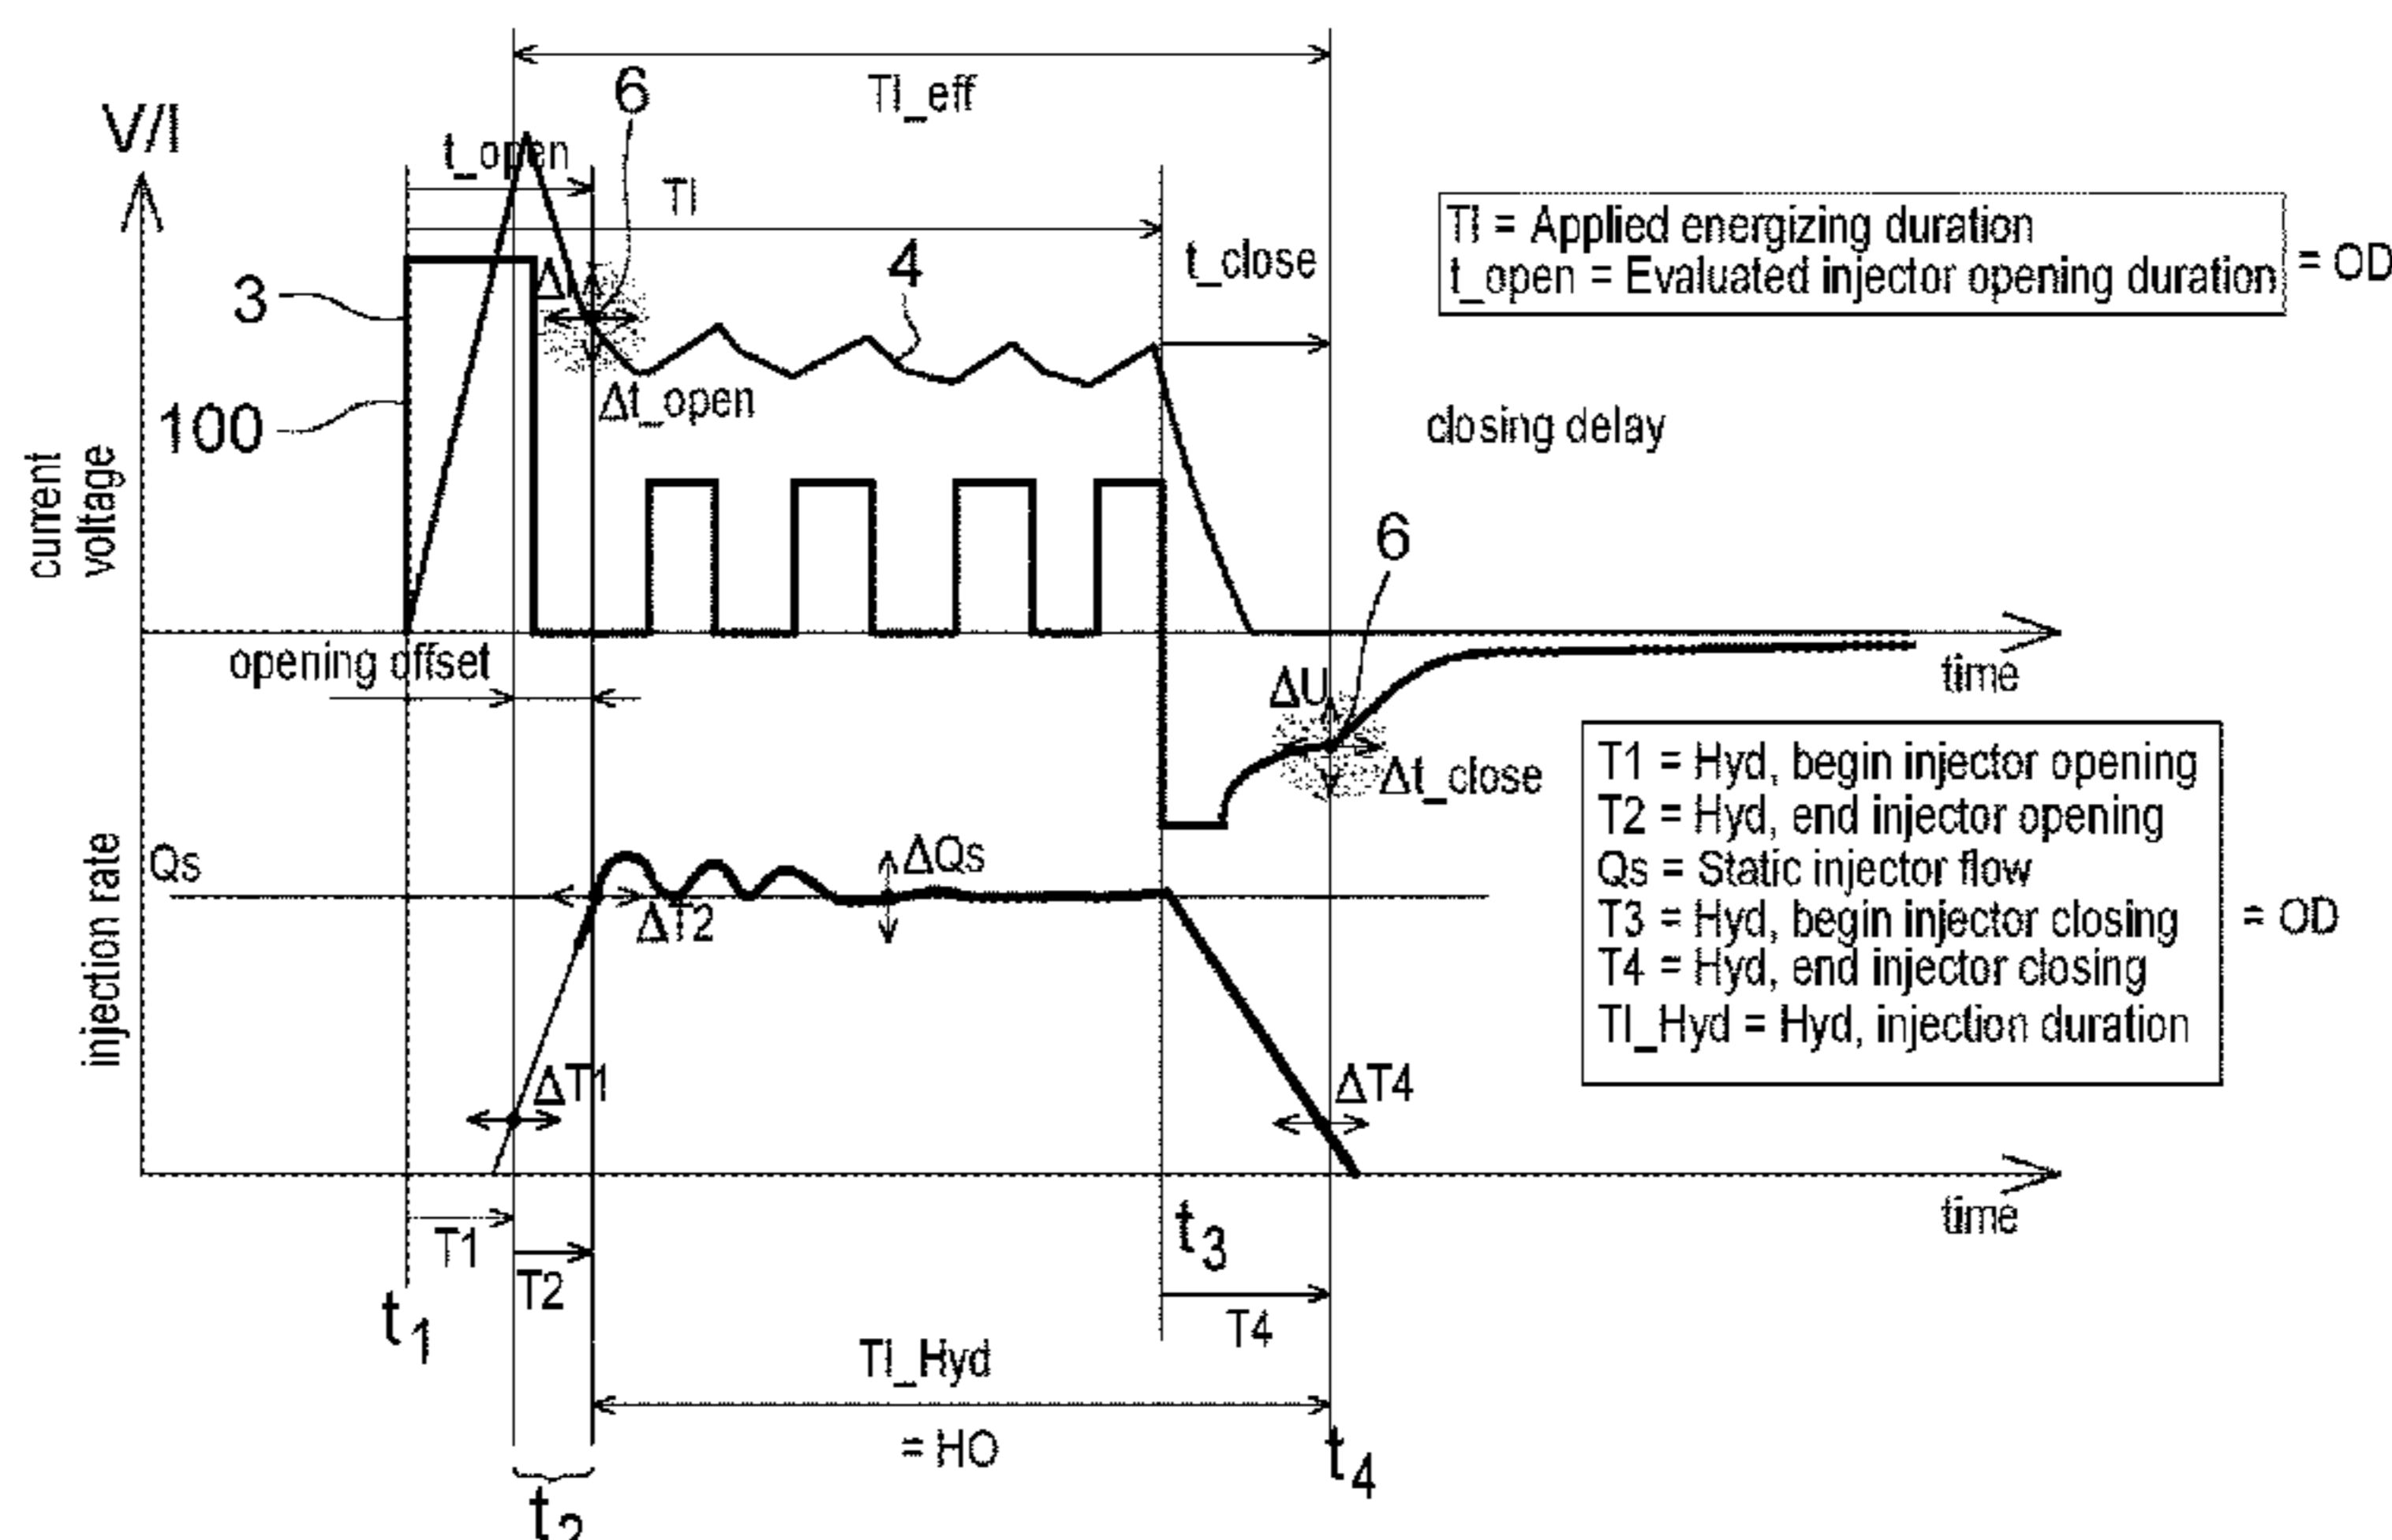 TI_eff
6
V/I
t_open
TI
TI = Applied energizing duration
t_open = Evaluated injector opening duration
= OD
3
ΔI
4
t_close
Δt_open
100
closing delay
current
voltage
6
opening offset
time
ΔU
Δt_close
T1 = Hyd, begin injector opening
T2 = Hyd, end injector opening
Qs = Static injector flow
T3 = Hyd, begin injector closing
T4 = Hyd, end injector closing
TI_Hyd = Hyd, injection duration
= OD
injection rate
Qs
ΔQs
ΔT2
ΔT1
ΔT4
time
T1
T2
t1
t3
T4
TI_Hyd
= HO
t4
t2